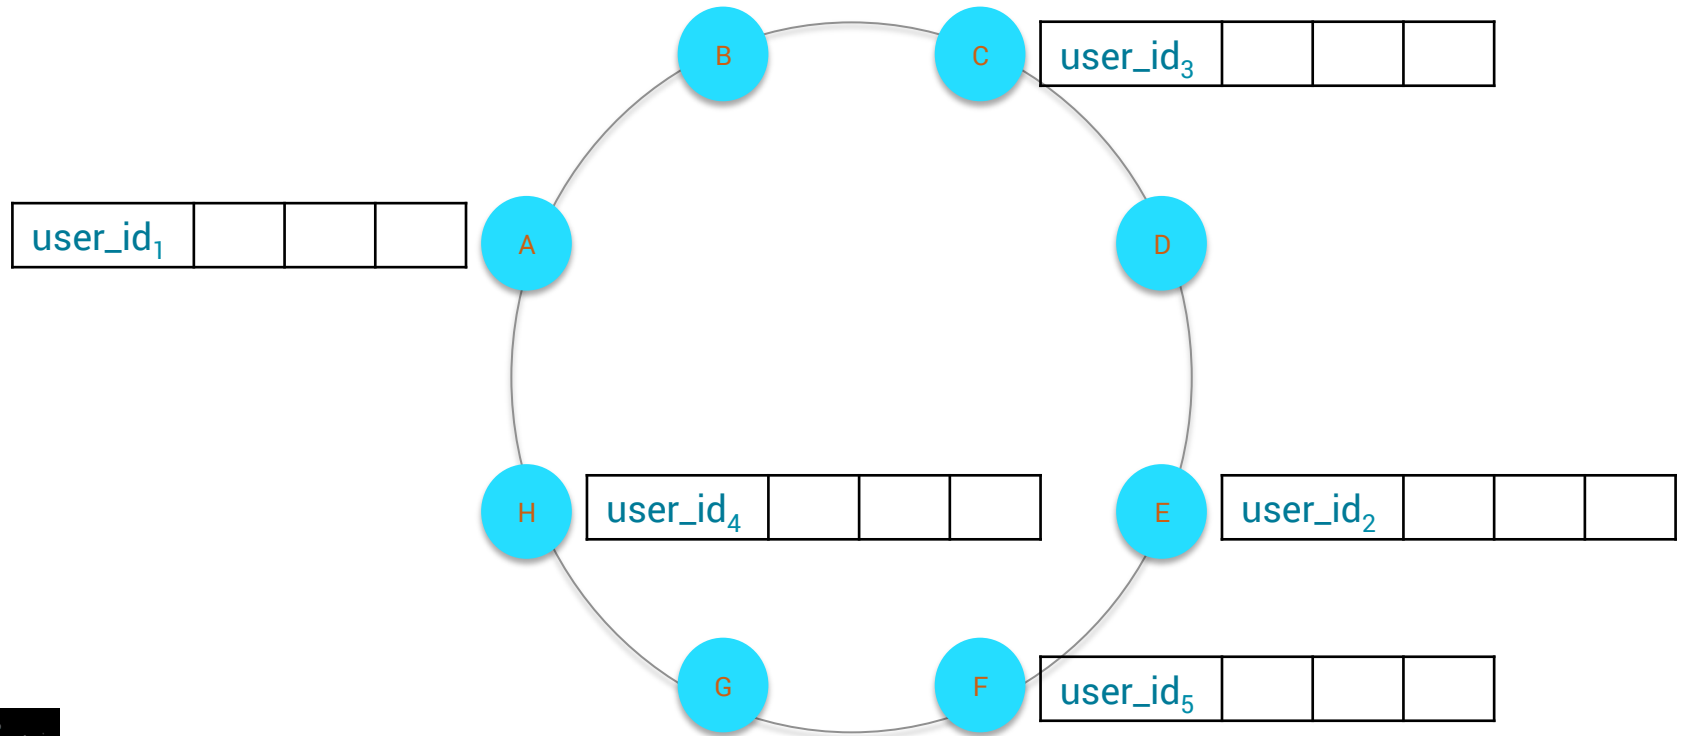 B
C
user_id₃
user_id₁
A
D
H
user_id₄
E
user_id₂
G
F
user_id₅